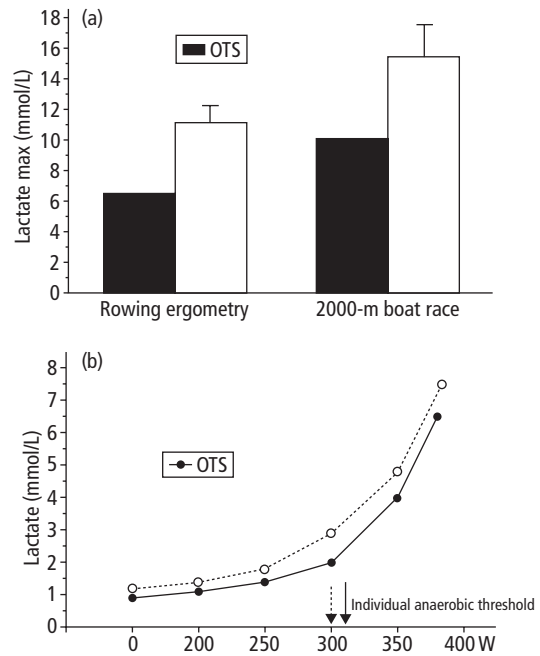 (a)
OTS
Lactate max (mmol/L)
18
16
14
12
10
8
6
4
2
0
Rowing ergometry 2000-m boat race
(b)
OTS
Lactate (mmol/L)
8
7
6
5
4
3
2
1
0
Individual anaerobic threshold
0 200 250 300 350 400 W